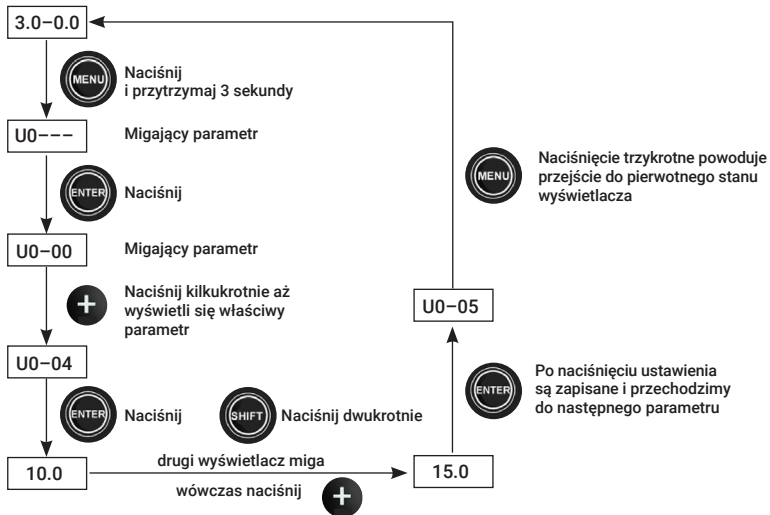 3.0–0.0
MENU
Naciśnij
i przytrzymaj 3 sekundy
U0–––
Migający parametr
ENTER
Naciśnij
U0–00
Migający parametr
+
Naciśnij kilkukrotnie aż
wyświetli się właściwy
parametr
U0–04
ENTER
Naciśnij
SHIFT
Naciśnij dwukrotnie
10.0
drugi wyświetlacz miga
wówczas naciśnij
+
15.0
ENTER
Po naciśnięciu ustawienia
są zapisane i przechodzimy
do następnego parametru
U0–05
MENU
Naciśnięcie trzykrotne powoduje
przejście do pierwotnego stanu
wyświetlacza